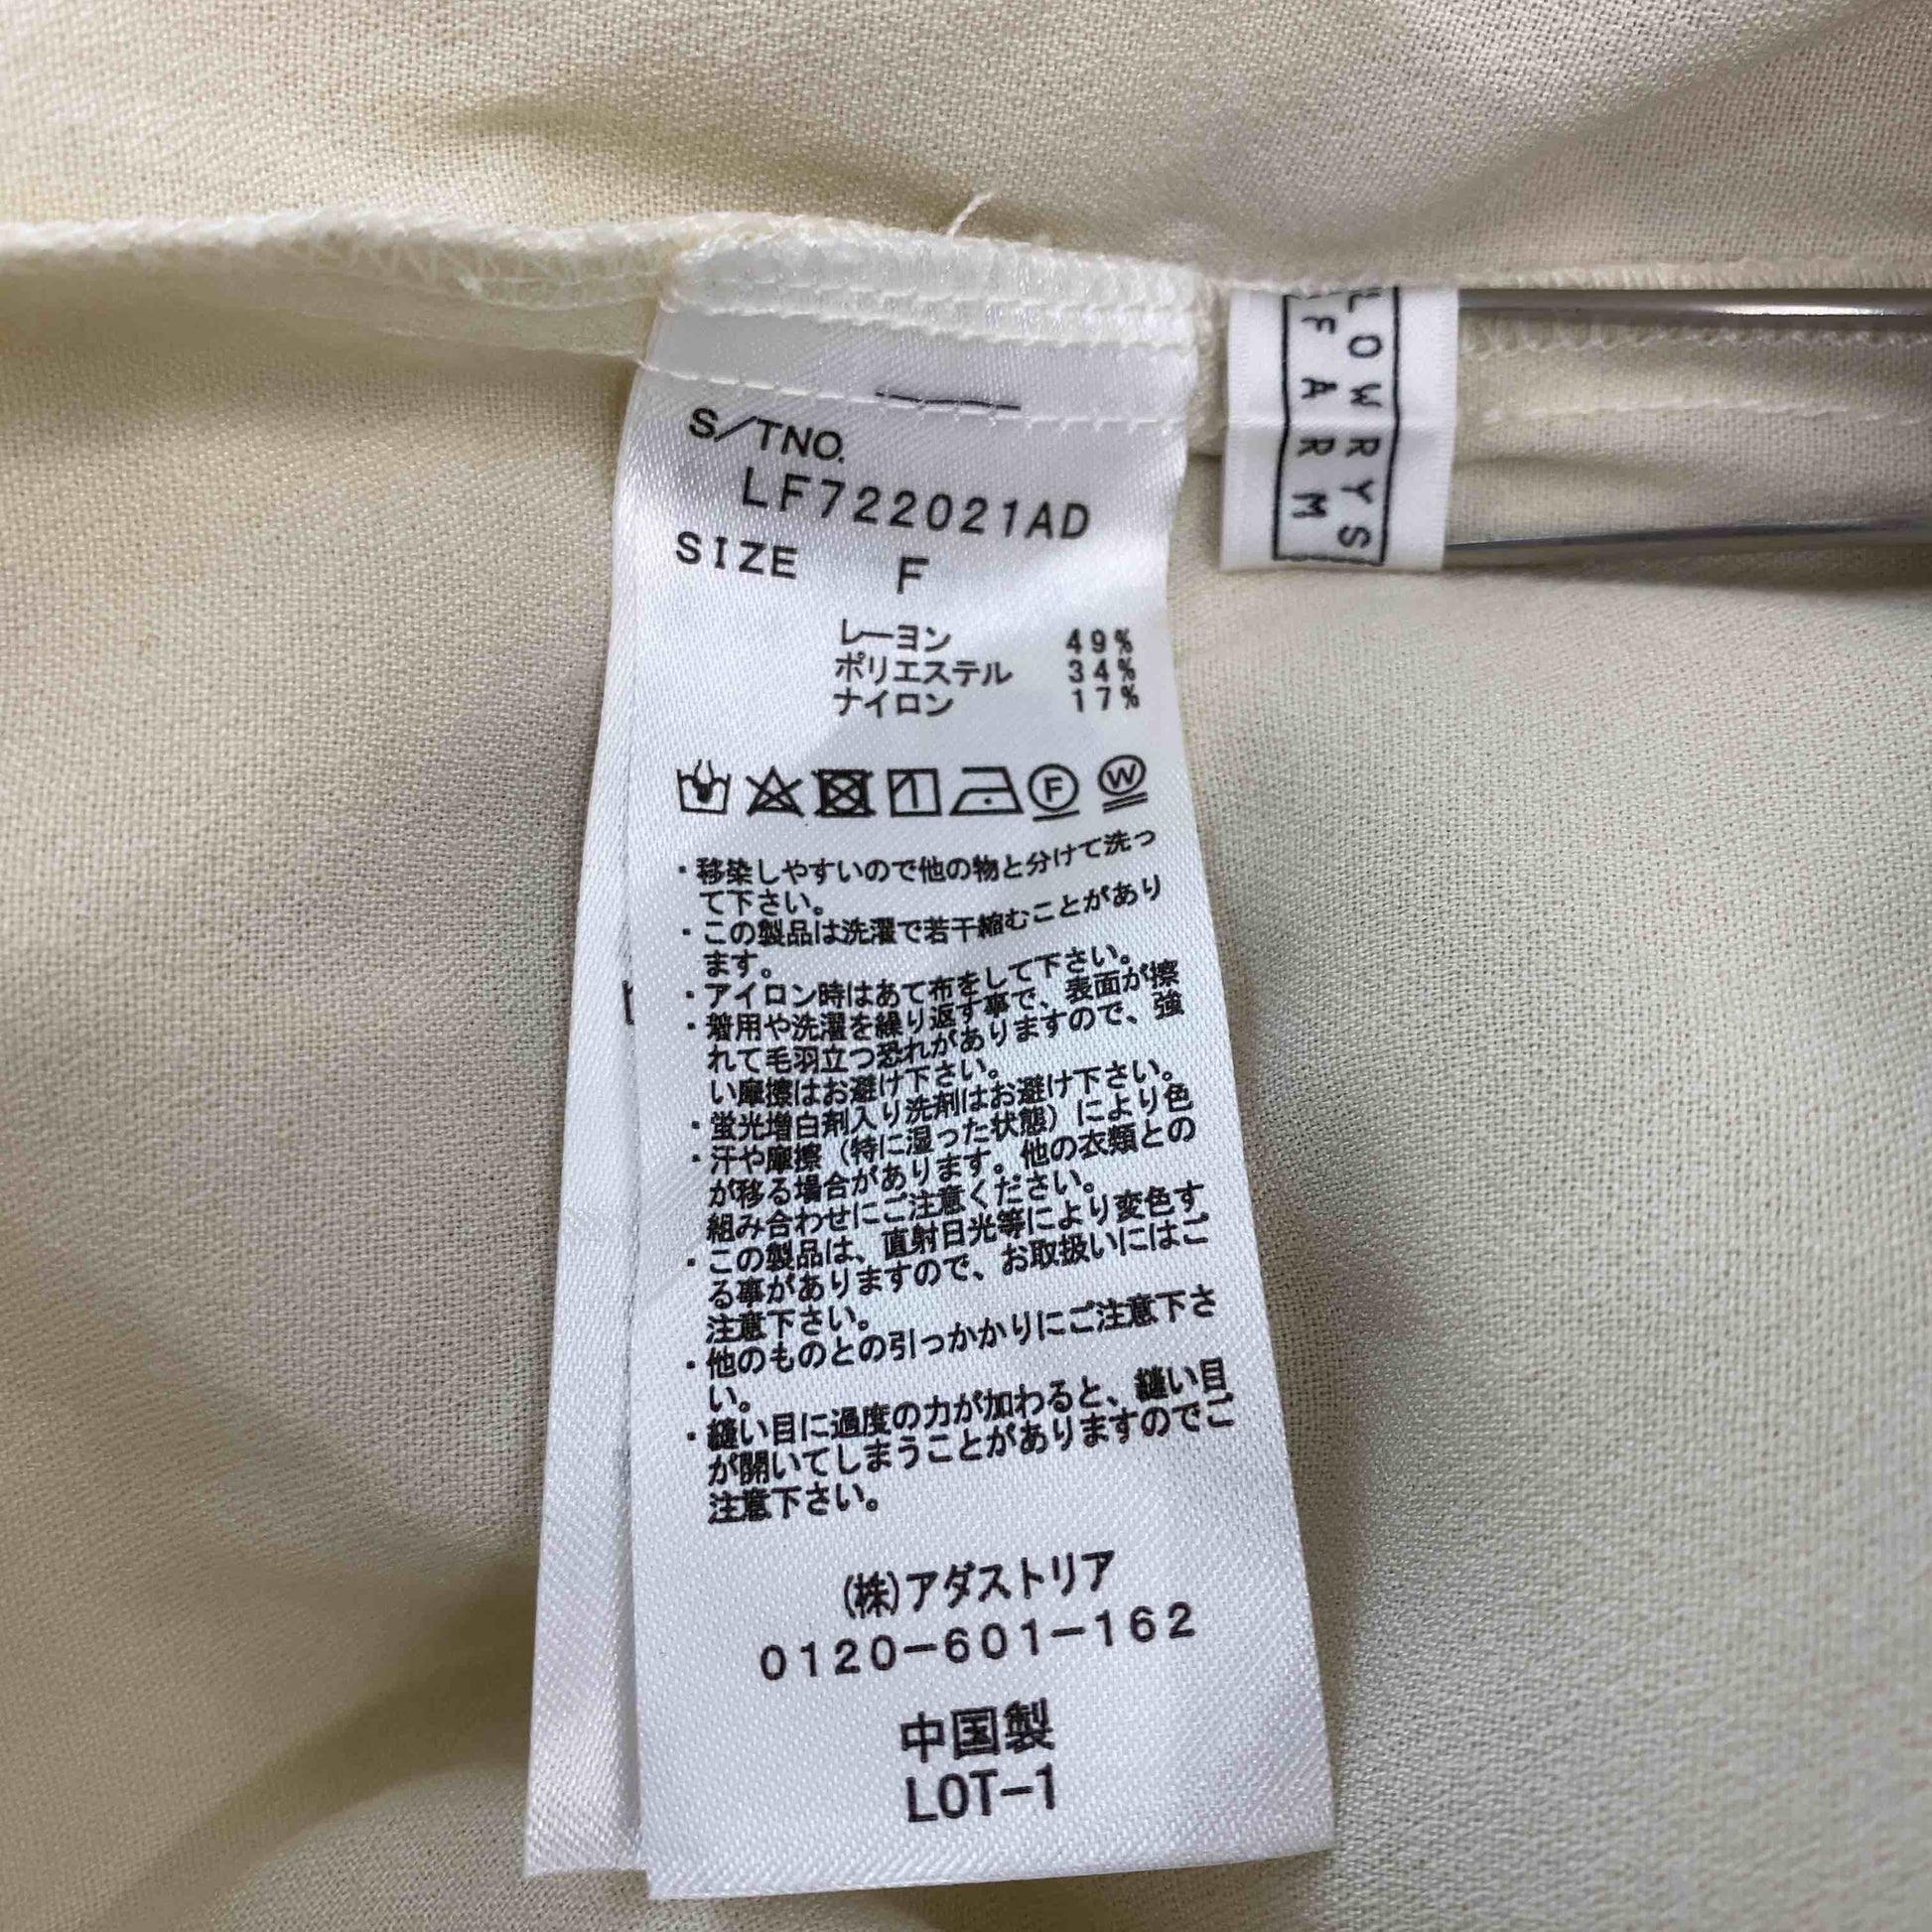 S/TNO.
LF722021AD
SIZE F
レーヨン 49%
ポリエステル 34%
ナイロン 17%
F W
・移染しやすいので他の物と分けて洗っ
て下さい。
・この製品は洗濯で若干縮むことがあり
ます。
・アイロン時はあて布をして下さい。
・着用や洗濯を繰り返す事で、表面が擦
れて毛羽立つ恐れがありますので、強
い摩擦はお避け下さい。
・蛍光増白剤入り洗剤はお避け下さい。
・汗や摩擦（特に湿った状態）により色
が移る場合があります。他の衣類との
組み合わせにご注意ください。
・この製品は、直射日光等により変色す
る事がありますので、お取扱いにはご
注意下さい。
・他のものとの引っかかりにご注意下さ
い。
・縫い目に過度の力が加わると、縫い目
が開いてしまうことがありますのでご
注意下さい。
(株)アダストリア
0120-601-162
中国製
LOT-1
LOWRYS
FARM